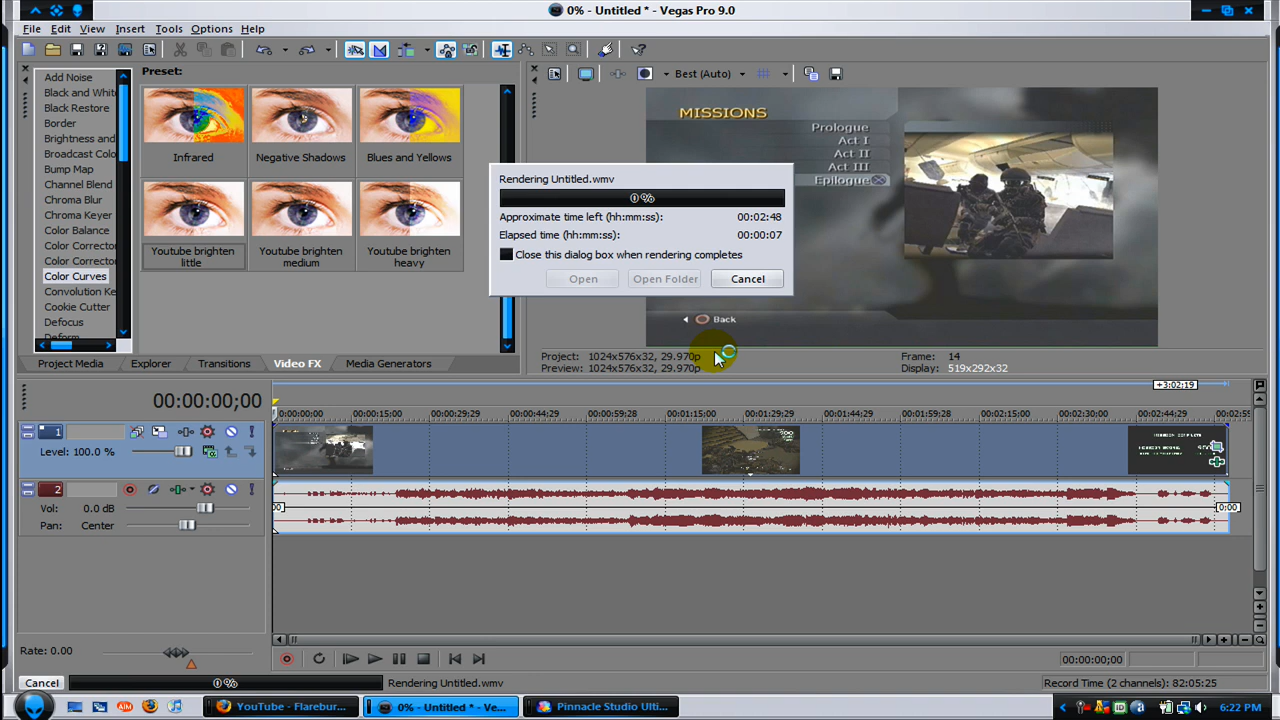 0% - Untitled * - Vegas Pro 9.0
File Edit View Insert Tools Options Help
Add Noise
Black and White
Black Restore
Border
Brightness and
Broadcast Colo
Bump Map
Channel Blend
Chroma Blur
Chroma Keyer
Color Balance
Color Corrector
Color Corrector
Color Curves
Convolution Ke
Cookie Cutter
Defocus
Deform
Preset:
Infrared
Negative Shadows
Blues and Yellows
Youtube brighten little
Youtube brighten medium
Youtube brighten heavy
Project Media Explorer Transitions Video FX Media Generators
Best (Auto)
MISSIONS
Prologue
Act I
Act II
Act III
Epilogue
Back
Rendering Untitled.wmv
0 %
Approximate time left (hh:mm:ss): 00:02:48
Elapsed time (hh:mm:ss): 00:00:07
Close this dialog box when rendering completes
Open Open Folder Cancel
Project: 1024x576x32, 29.970p Frame: 14
Preview: 1024x576x32, 29.970p Display: 519x292x32
+3:02:19
00:00:00;00
00:00:00;00 00:00:15;00 00:00:29;29 00:00:44;29 00:00:59;28 00:01:15;00 00:01:29;29 00:01:44;29 00:01:59;28 00:02:15;00 00:02:30;00 00:02:44;29 00:02:59
1
Level: 100.0 %
2
Vol: 0.0 dB
Pan: Center
0:00
Rate: 0.00
00:00:00;00
Cancel 0 % Rendering Untitled.wmv Record Time (2 channels): 82:05:25
AIM YouTube - Flarebur... 0% - Untitled * - Ve... Pinnacle Studio Ulti... 6:22 PM